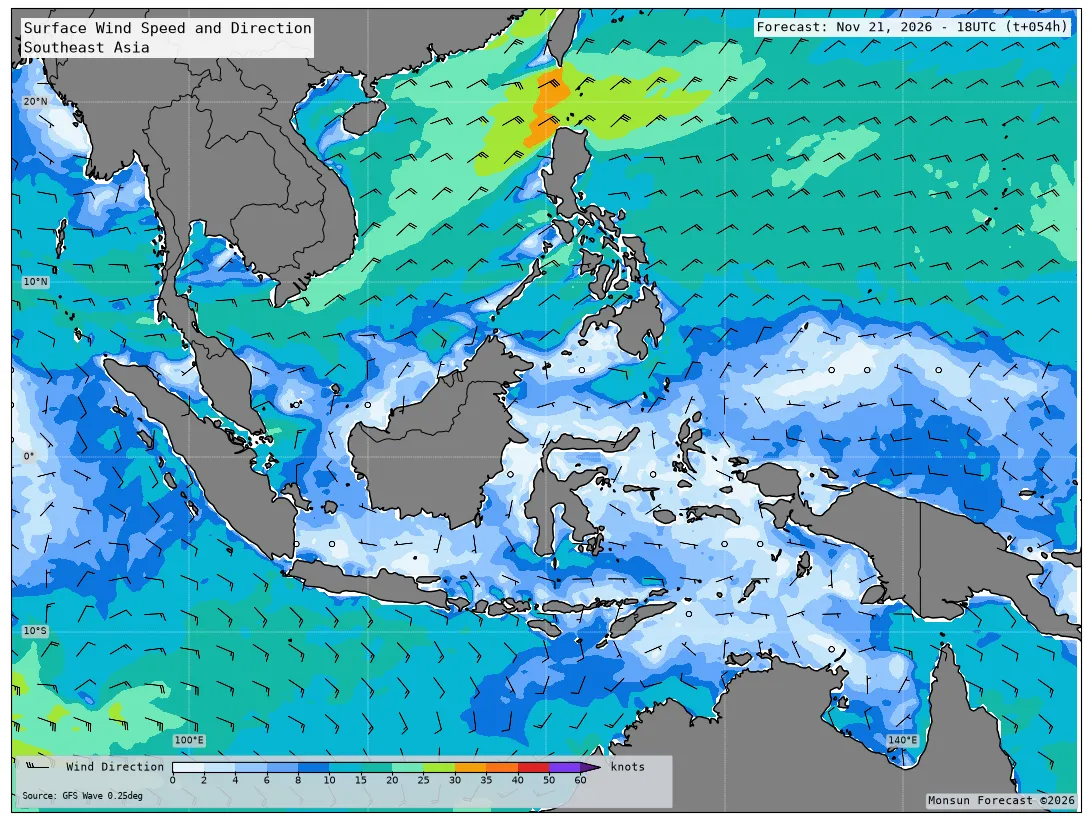 Surface Wind Speed and Direction
Southeast Asia
Forecast: Nov 21, 2026 - 18UTC (t+054h)
20°N
10°N
0°
10°S
100°E
140°E
Wind Direction
0 2 4 6 8 10 15 20 25 30 35 40 50 60
knots
Source: GFS Wave 0.25deg
Monsun Forecast ©2026